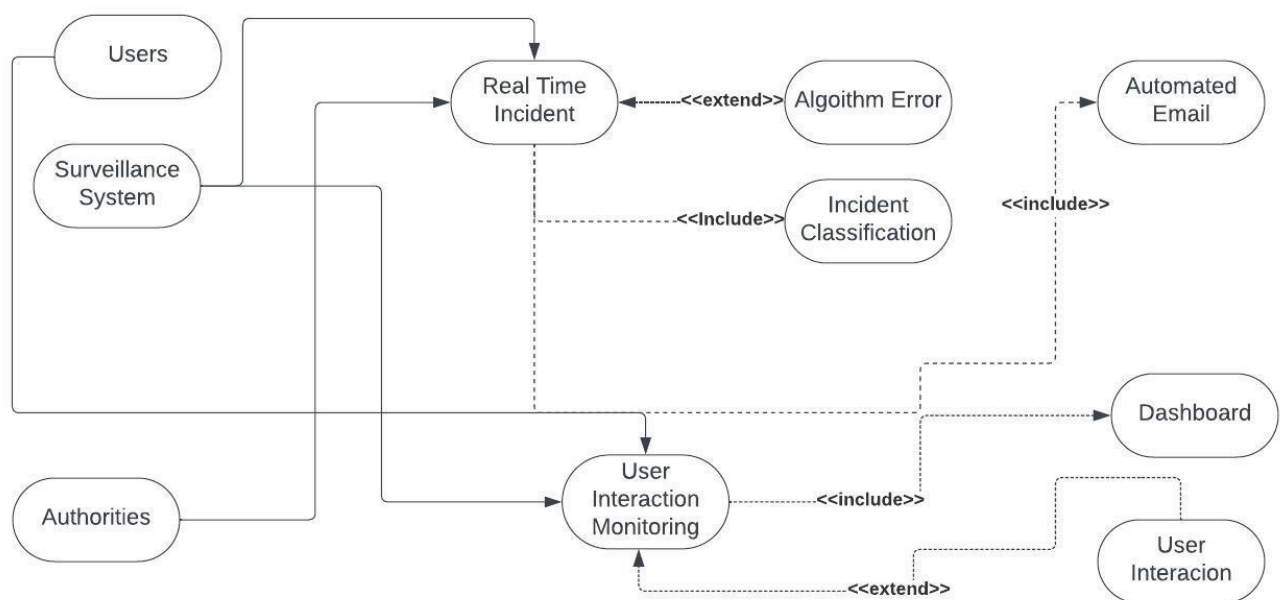 Users
Real Time
Incident
<<extend>>
Algoithm Error
Automated
Email
Surveillance
System
<<Include>>
Incident
Classification
<<include>>
Dashboard
User
Interaction
Monitoring
<<include>>
Authorities
User
Interacion
<<extend>>